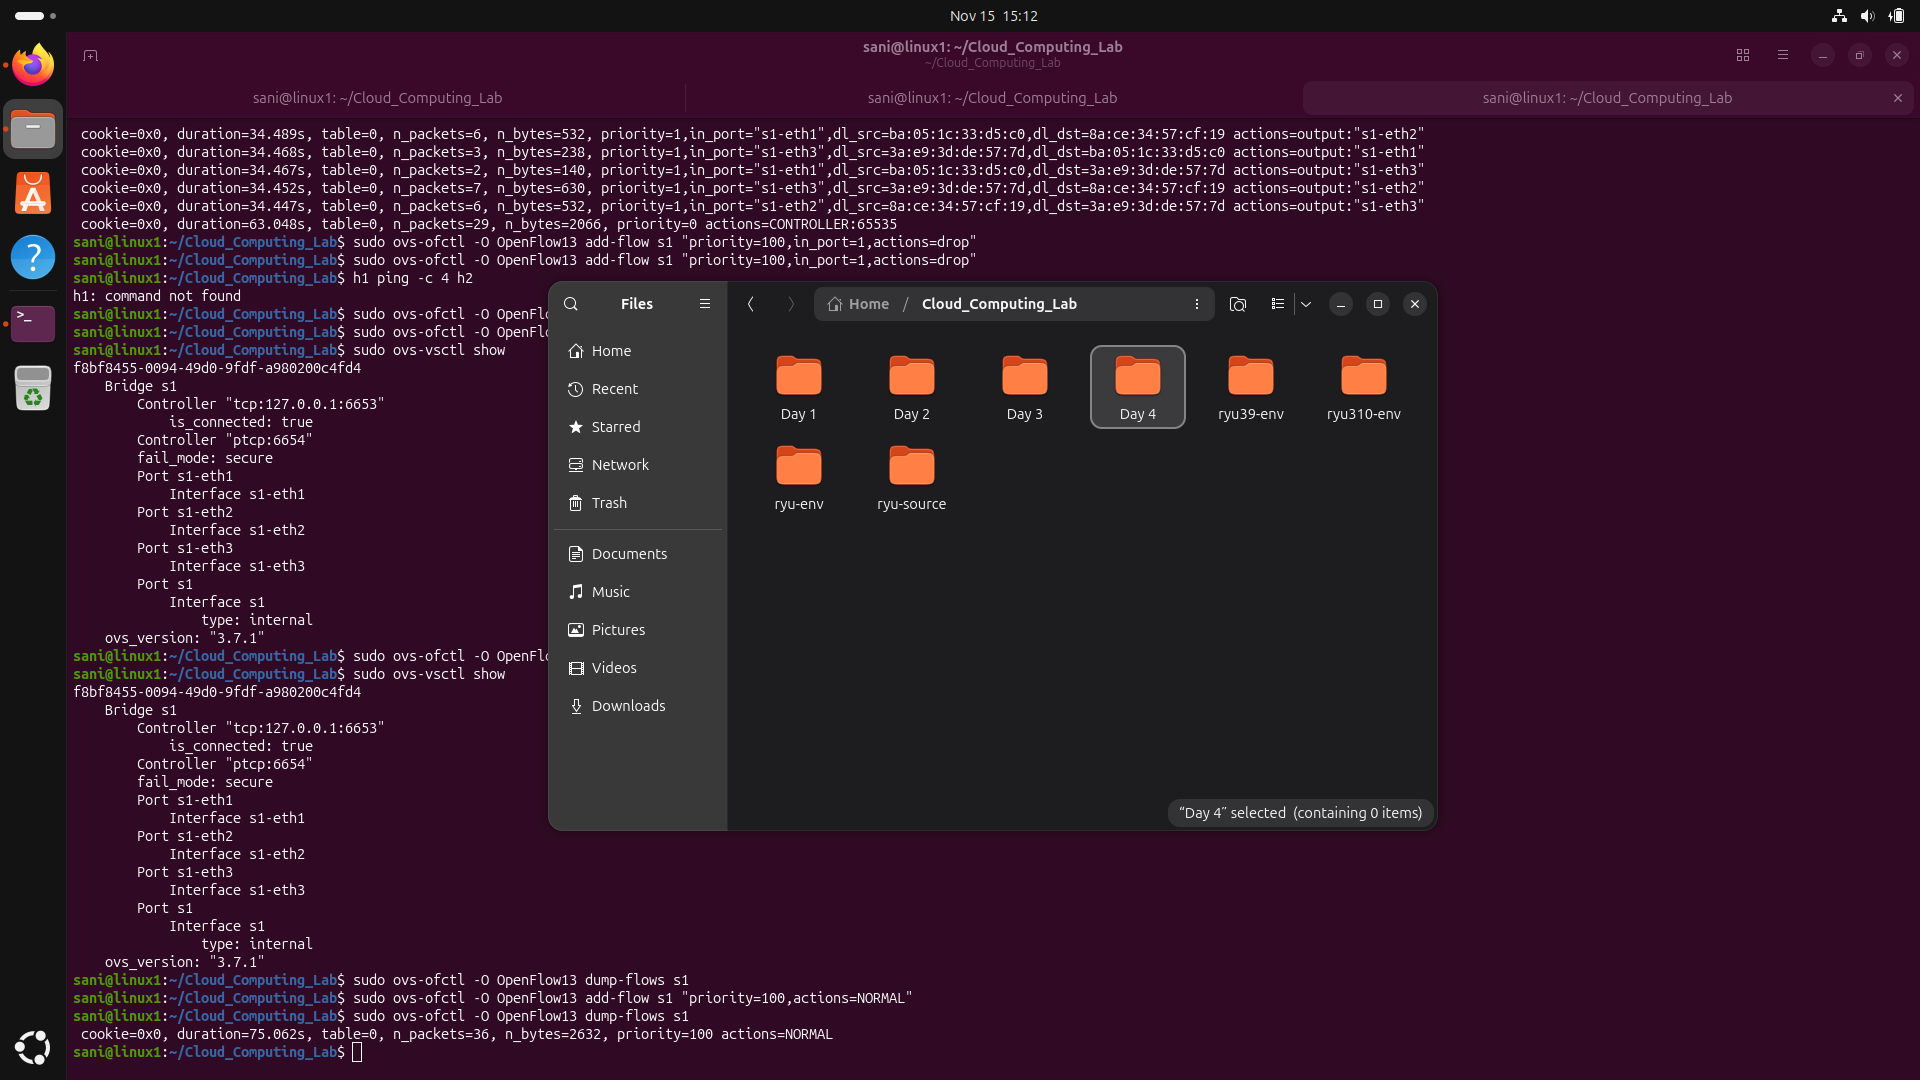 Nov 15 15:12
sani@linux1: ~/Cloud_Computing_Lab
~/Cloud_Computing_Lab
sani@linux1: ~/Cloud_Computing_Lab
sani@linux1: ~/Cloud_Computing_Lab
sani@linux1: ~/Cloud_Computing_Lab
cookie=0x0, duration=34.489s, table=0, n_packets=6, n_bytes=532, priority=1,in_port="s1-eth1",dl_src=ba:05:1c:33:d5:c0,dl_dst=8a:ce:34:57:cf:19 actions=output:"s1-eth2"
cookie=0x0, duration=34.468s, table=0, n_packets=3, n_bytes=238, priority=1,in_port="s1-eth3",dl_src=3a:e9:3d:de:57:7d,dl_dst=ba:05:1c:33:d5:c0 actions=output:"s1-eth1"
cookie=0x0, duration=34.467s, table=0, n_packets=2, n_bytes=140, priority=1,in_port="s1-eth1",dl_src=ba:05:1c:33:d5:c0,dl_dst=3a:e9:3d:de:57:7d actions=output:"s1-eth3"
cookie=0x0, duration=34.452s, table=0, n_packets=7, n_bytes=630, priority=1,in_port="s1-eth3",dl_src=3a:e9:3d:de:57:7d,dl_dst=8a:ce:34:57:cf:19 actions=output:"s1-eth2"
cookie=0x0, duration=34.447s, table=0, n_packets=6, n_bytes=532, priority=1,in_port="s1-eth2",dl_src=8a:ce:34:57:cf:19,dl_dst=3a:e9:3d:de:57:7d actions=output:"s1-eth3"
cookie=0x0, duration=63.048s, table=0, n_packets=29, n_bytes=2066, priority=0 actions=CONTROLLER:65535
sani@linux1:~/Cloud_Computing_Lab$ sudo ovs-ofctl -O OpenFlow13 add-flow s1 "priority=100,in_port=1,actions=drop"
sani@linux1:~/Cloud_Computing_Lab$ sudo ovs-ofctl -O OpenFlow13 add-flow s1 "priority=100,in_port=1,actions=drop"
sani@linux1:~/Cloud_Computing_Lab$ h1 ping -c 4 h2
h1: command not found
sani@linux1:~/Cloud_Computing_Lab$ sudo ovs-ofctl -O OpenFlo
sani@linux1:~/Cloud_Computing_Lab$ sudo ovs-ofctl -O OpenFlo
sani@linux1:~/Cloud_Computing_Lab$ sudo ovs-vsctl show
f8bf8455-0094-49d0-9fdf-a980200c4fd4
Bridge s1
Controller "tcp:127.0.0.1:6653"
is_connected: true
Controller "ptcp:6654"
fail_mode: secure
Port s1-eth1
Interface s1-eth1
Port s1-eth2
Interface s1-eth2
Port s1-eth3
Interface s1-eth3
Port s1
Interface s1
type: internal
ovs_version: "3.7.1"
sani@linux1:~/Cloud_Computing_Lab$ sudo ovs-ofctl -O OpenFlo
sani@linux1:~/Cloud_Computing_Lab$ sudo ovs-vsctl show
f8bf8455-0094-49d0-9fdf-a980200c4fd4
Bridge s1
Controller "tcp:127.0.0.1:6653"
is_connected: true
Controller "ptcp:6654"
fail_mode: secure
Port s1-eth1
Interface s1-eth1
Port s1-eth2
Interface s1-eth2
Port s1-eth3
Interface s1-eth3
Port s1
Interface s1
type: internal
ovs_version: "3.7.1"
sani@linux1:~/Cloud_Computing_Lab$ sudo ovs-ofctl -O OpenFlow13 dump-flows s1
sani@linux1:~/Cloud_Computing_Lab$ sudo ovs-ofctl -O OpenFlow13 add-flow s1 "priority=100,actions=NORMAL"
sani@linux1:~/Cloud_Computing_Lab$ sudo ovs-ofctl -O OpenFlow13 dump-flows s1
cookie=0x0, duration=75.062s, table=0, n_packets=36, n_bytes=2632, priority=100 actions=NORMAL
sani@linux1:~/Cloud_Computing_Lab$
Files
Home / Cloud_Computing_Lab
Home
Recent
Starred
Network
Trash
Documents
Music
Pictures
Videos
Downloads
Day 1
Day 2
Day 3
Day 4
ryu39-env
ryu310-env
ryu-env
ryu-source
“Day 4” selected (containing 0 items)